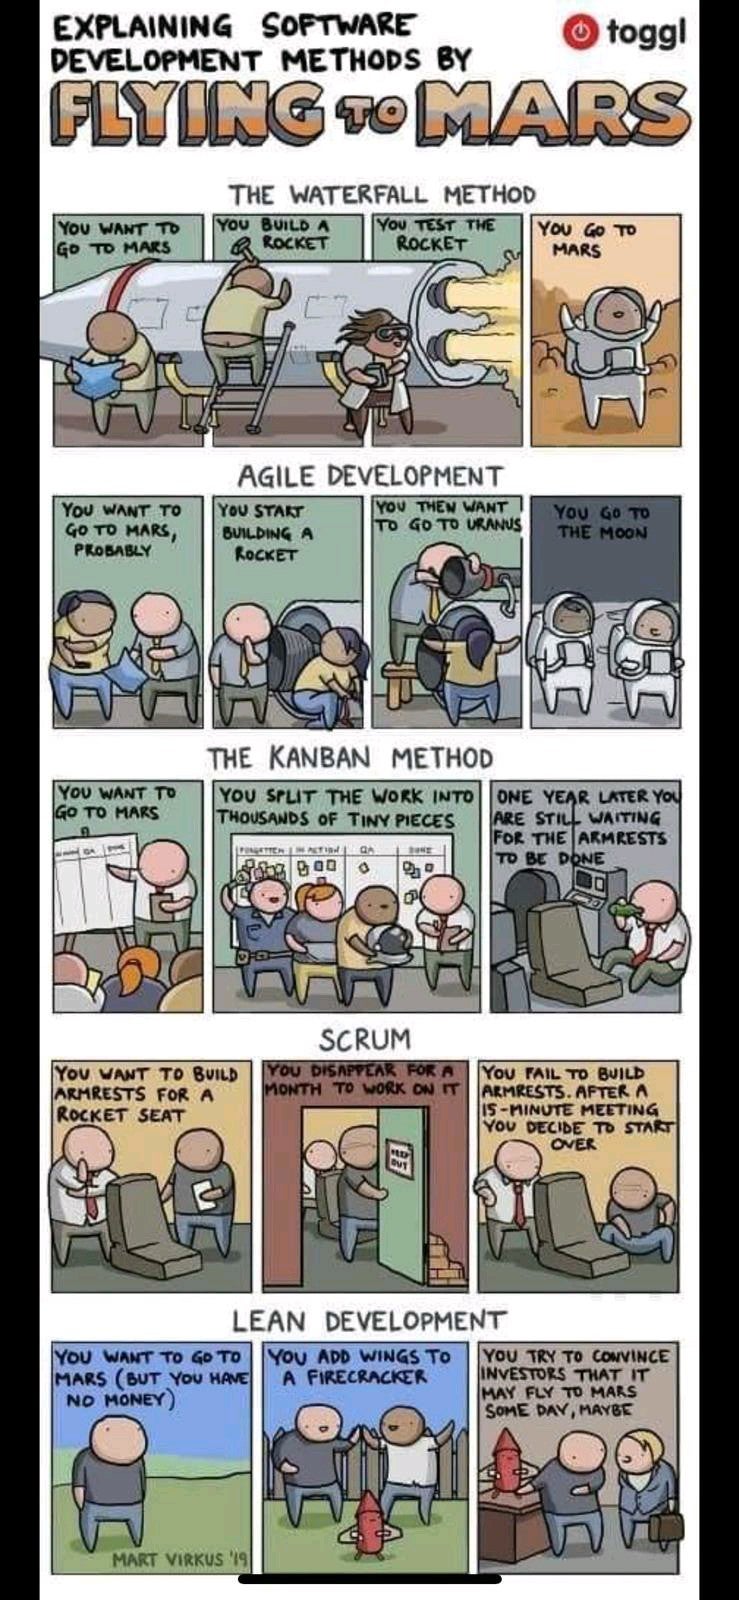 EXPLAINING SOFTWARE
DEVELOPMENT METHODS BY
toggl
FLYING TO MARS
THE WATERFALL METHOD
YOU WANT TO
GO TO MARS
YOU BUILD A
ROCKET
YOU TEST THE
ROCKET
YOU GO TO
MARS
AGILE DEVELOPMENT
YOU WANT TO
GO TO MARS,
PROBABLY
YOU START
BUILDING A
ROCKET
YOU THEN WANT
TO GO TO URANUS
YOU GO TO
THE MOON
THE KANBAN METHOD
YOU WANT TO
GO TO MARS
QA DONE
YOU SPLIT THE WORK INTO
THOUSANDS OF TINY PIECES
FORGOTTEN IN ACTION QA DONE
ONE YEAR LATER YOU
ARE STILL WAITING
FOR THE ARMRESTS
TO BE DONE
SCRUM
YOU WANT TO BUILD
ARMRESTS FOR A
ROCKET SEAT
YOU DISAPPEAR FOR A
MONTH TO WORK ON IT
KEEP
OUT
YOU FAIL TO BUILD
ARMRESTS. AFTER A
15-MINUTE MEETING
YOU DECIDE TO START
OVER
LEAN DEVELOPMENT
YOU WANT TO GO TO
MARS (BUT YOU HAVE
NO MONEY)
MART VIRKUS '19
YOU ADD WINGS TO
A FIRECRACKER
YOU TRY TO CONVINCE
INVESTORS THAT IT
MAY FLY TO MARS
SOME DAY, MAYBE